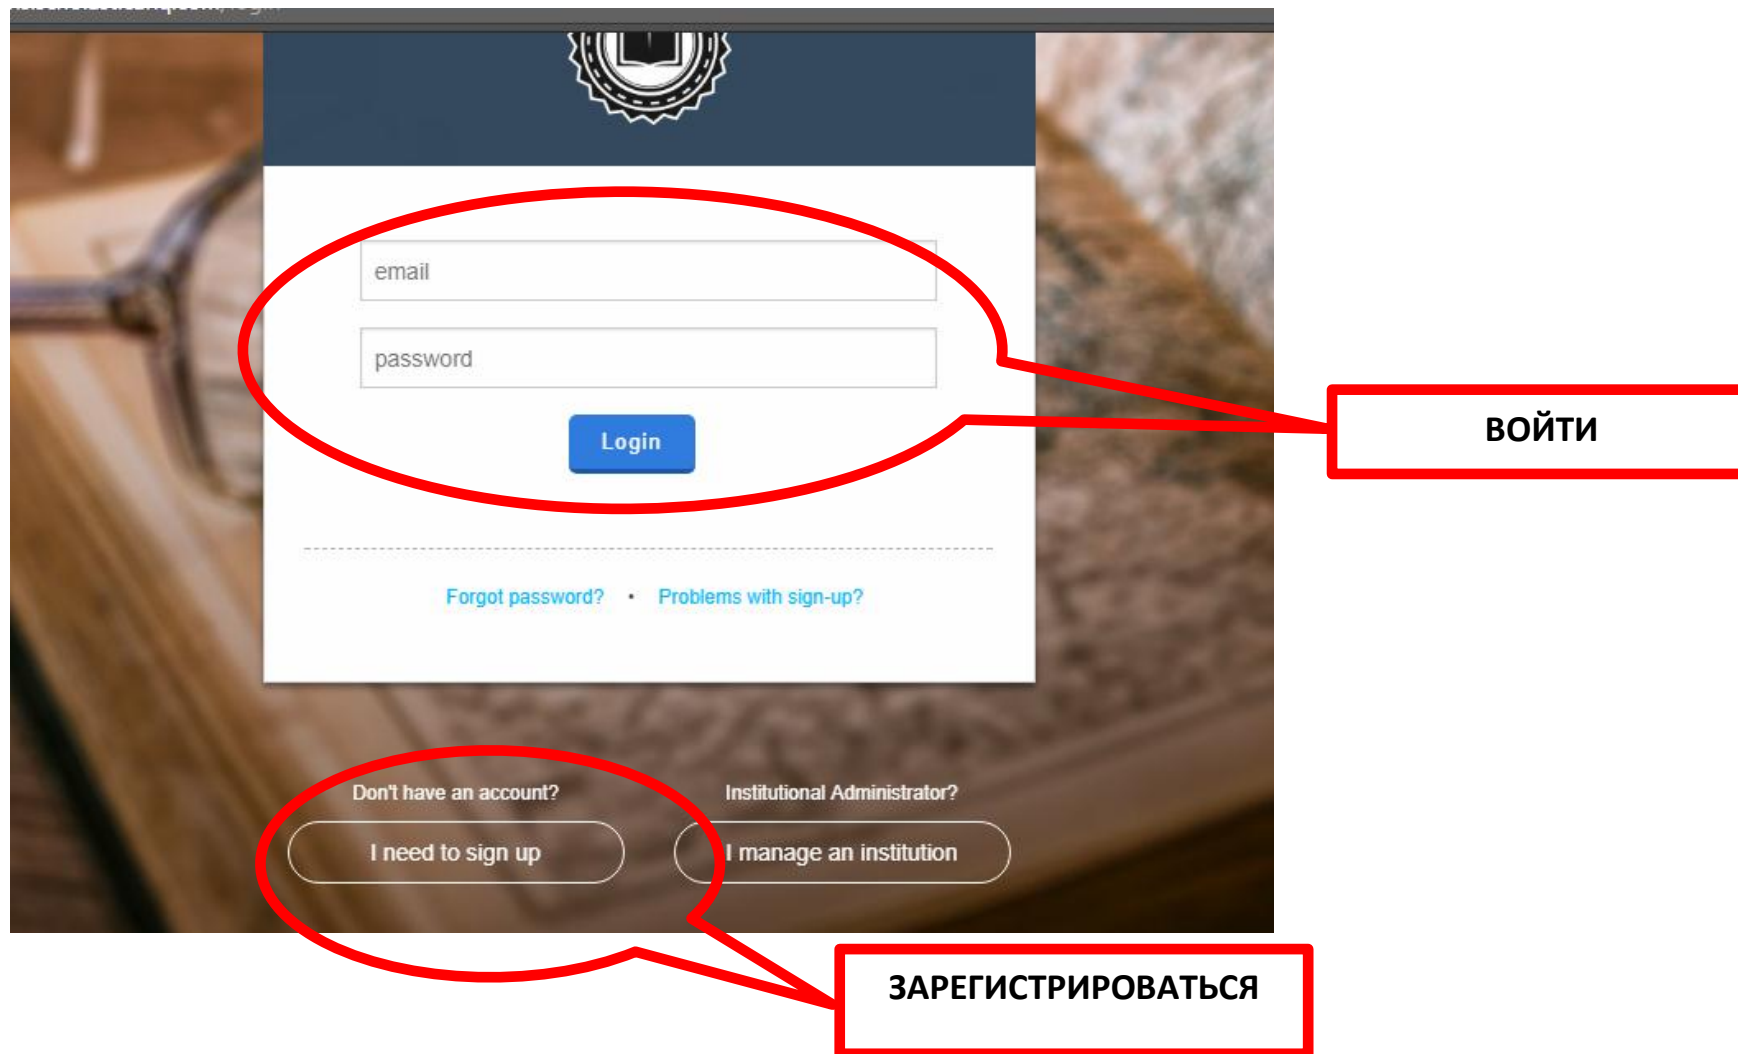 email
password
Login
ВОЙТИ
Forgot password? • Problems with sign-up?
Don't have an account?
Institutional Administrator?
I need to sign up
I manage an institution
ЗАРЕГИСТРИРОВАТЬСЯ